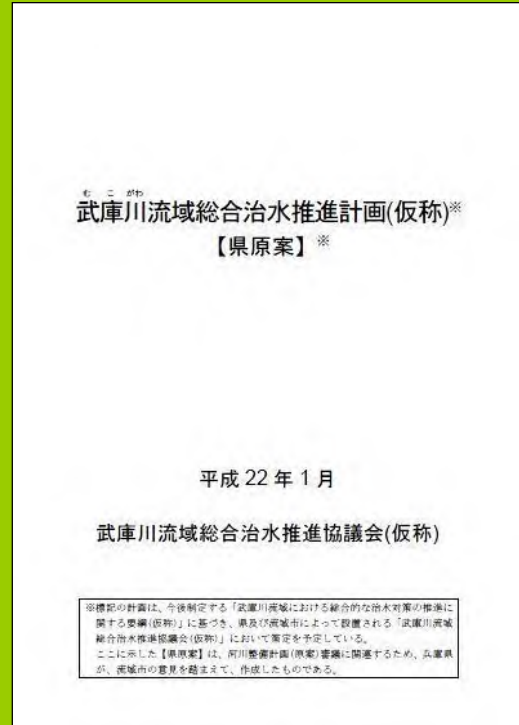 む こ がわ
武庫川流域総合治水推進計画(仮称)※
【県原案】※
平成 22 年 1 月
武庫川流域総合治水推進協議会(仮称)
※標記の計画は、今後制定する「武庫川流域における総合的な治水対策の推進に
関する要綱(仮称)」に基づき、県及び流域市によって設置される「武庫川流域
総合治水推進協議会(仮称)」において策定を予定している。
ここに示した【県原案】は、河川整備計画(原案)審議に関連するため、兵庫県
が、流域市の意見を踏まえて、作成したものである。